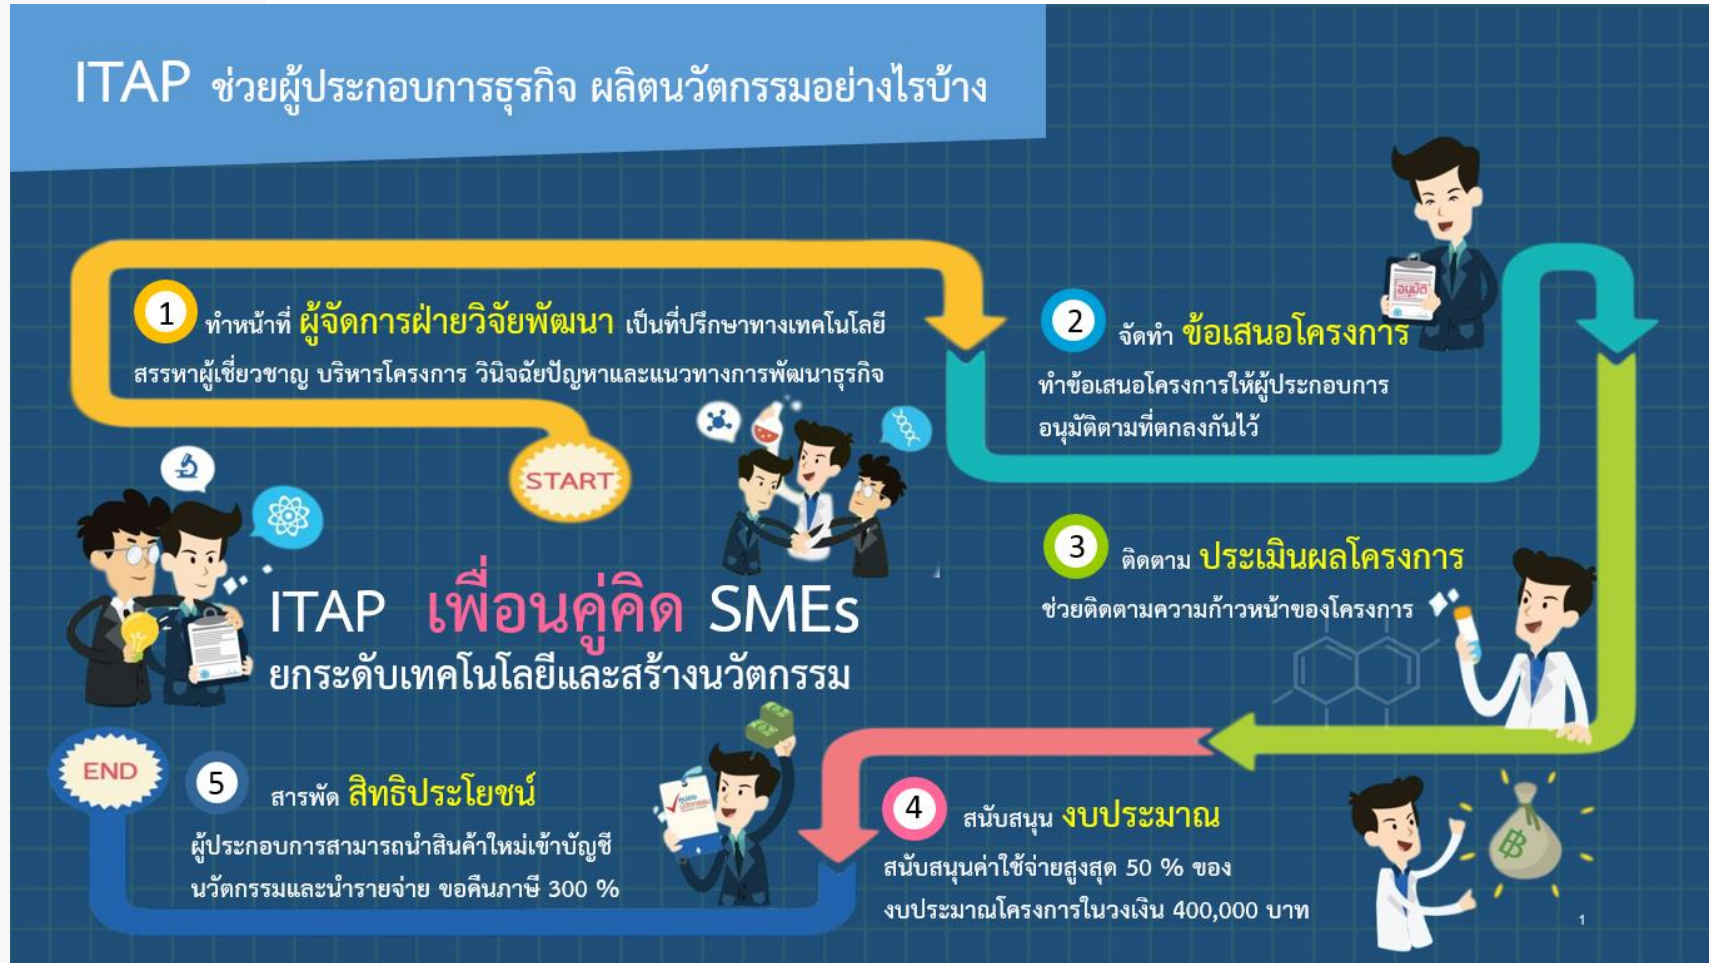 ITAP ช่วยผู้ประกอบการธุรกิจ ผลิตนวัตกรรมอย่างไรบ้าง
1 ทำหน้าที่ ผู้จัดการฝ่ายวิจัยพัฒนา เป็นที่ปรึกษาทางเทคโนโลยี
สรรหาผู้เชี่ยวชาญ บริหารโครงการ วินิจฉัยปัญหาและแนวทางการพัฒนาธุรกิจ
START
อนุมัติ
2 จัดทำ ข้อเสนอโครงการ
ทำข้อเสนอโครงการให้ผู้ประกอบการ
อนุมัติตามที่ตกลงกันไว้
3 ติดตาม ประเมินผลโครงการ
ช่วยติดตามความก้าวหน้าของโครงการ
ITAP เพื่อนคู่คิด SMEs
ยกระดับเทคโนโลยีและสร้างนวัตกรรม
4 สนับสนุน งบประมาณ
สนับสนุนค่าใช้จ่ายสูงสุด 50 % ของ
งบประมาณโครงการในวงเงิน 400,000 บาท
฿
END
5 สารพัด สิทธิประโยชน์
ผู้ประกอบการสามารถนำสินค้าใหม่เข้าบัญชี
นวัตกรรมและนำรายจ่าย ขอคืนภาษี 300 %
1